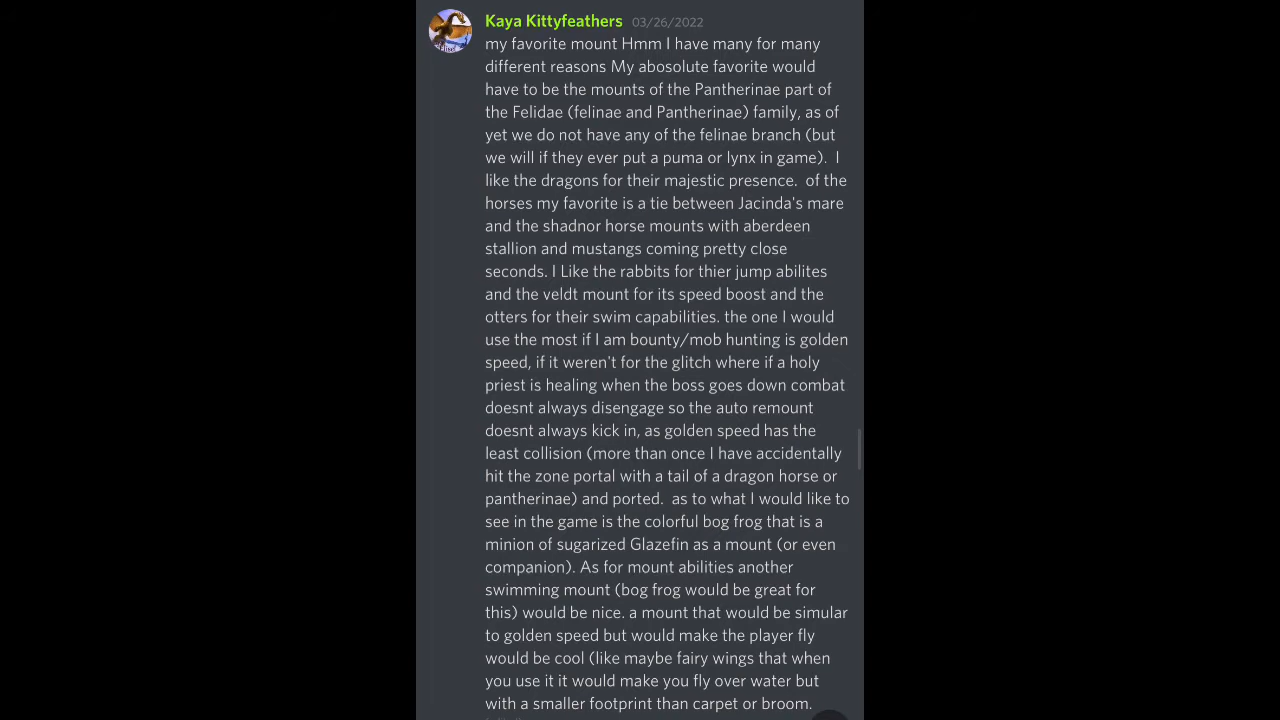 Kaya Kittyfeathers 03/26/2022
my favorite mount Hmm I have many for many
different reasons My abosolute favorite would
have to be the mounts of the Pantherinae part of
the Felidae (felinae and Pantherinae) family, as of
yet we do not have any of the felinae branch (but
we will if they ever put a puma or lynx in game).  I
like the dragons for their majestic presence.  of the
horses my favorite is a tie between Jacinda's mare
and the shadnor horse mounts with aberdeen
stallion and mustangs coming pretty close
seconds. I Like the rabbits for thier jump abilites
and the veldt mount for its speed boost and the
otters for their swim capabilities. the one I would
use the most if I am bounty/mob hunting is golden
speed, if it weren't for the glitch where if a holy
priest is healing when the boss goes down combat
doesnt always disengage so the auto remount
doesnt always kick in, as golden speed has the
least collision (more than once I have accidentally
hit the zone portal with a tail of a dragon horse or
pantherinae) and ported.  as to what I would like to
see in the game is the colorful bog frog that is a
minion of sugarized Glazefin as a mount (or even
companion). As for mount abilities another
swimming mount (bog frog would be great for
this) would be nice. a mount that would be simular
to golden speed but would make the player fly
would be cool (like maybe fairy wings that when
you use it it would make you fly over water but
with a smaller footprint than carpet or broom.